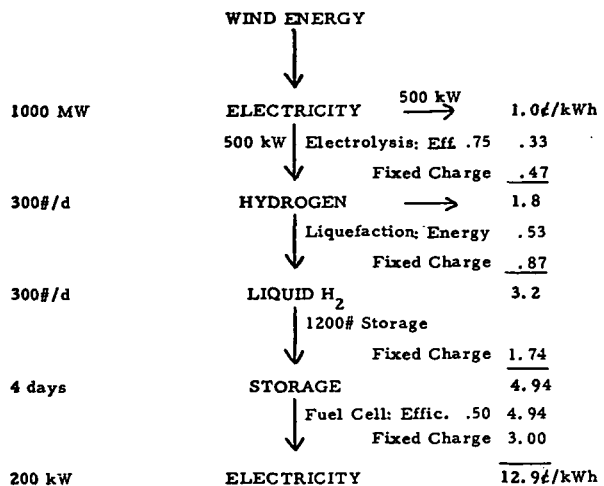 WIND ENERGY
500 kW
1000 MW ELECTRICITY 1.0¢/kWh
500 kW Electrolysis: Eff. .75 .33
Fixed Charge .47
300#/d HYDROGEN 1.8
Liquefaction: Energy .53
Fixed Charge .87
300#/d LIQUID H2 3.2
1200# Storage
Fixed Charge 1.74
4 days STORAGE 4.94
Fuel Cell: Effic. .50 4.94
Fixed Charge 3.00
200 kW ELECTRICITY 12.9¢/kWh